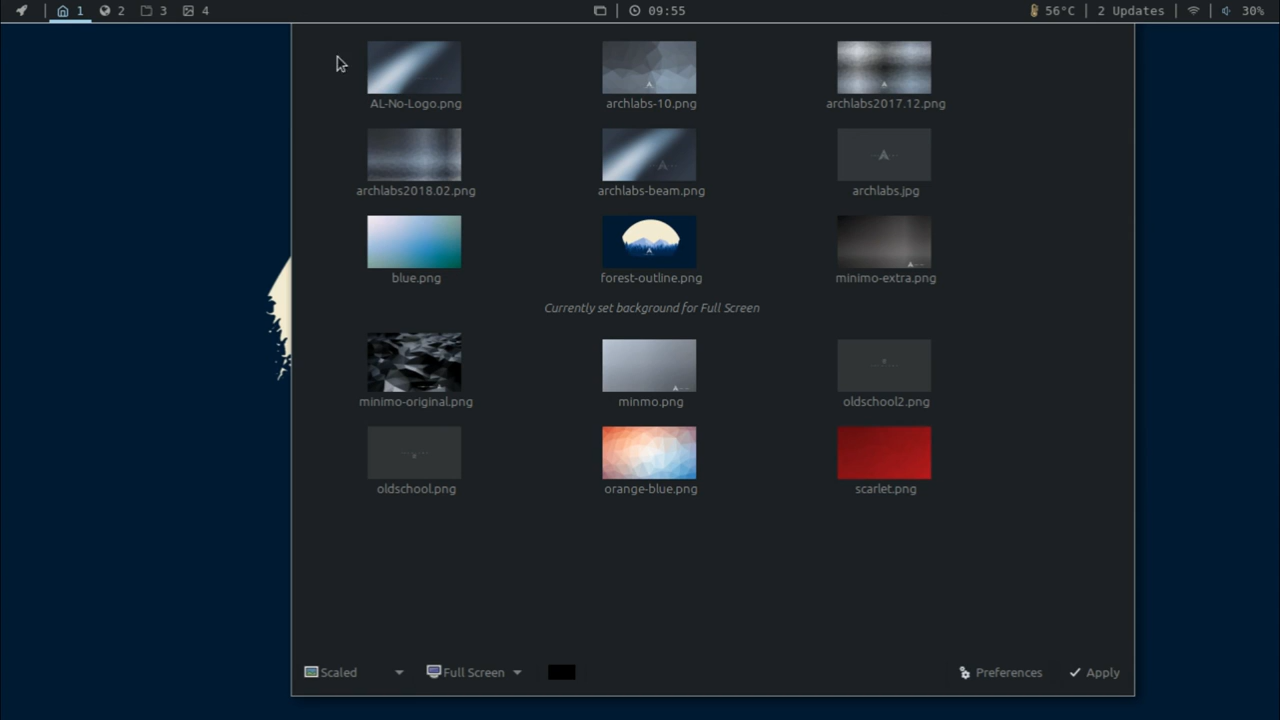 1 2 3 4 09:55 56°C 2 Updates 30%
AL-No-Logo.png archlabs-10.png archlabs2017.12.png
archlabs2018.02.png archlabs-beam.png archlabs.jpg
blue.png forest-outline.png minimo-extra.png
Currently set background for Full Screen
minimo-original.png minmo.png oldschool2.png
oldschool.png orange-blue.png scarlet.png
Scaled Full Screen Preferences Apply